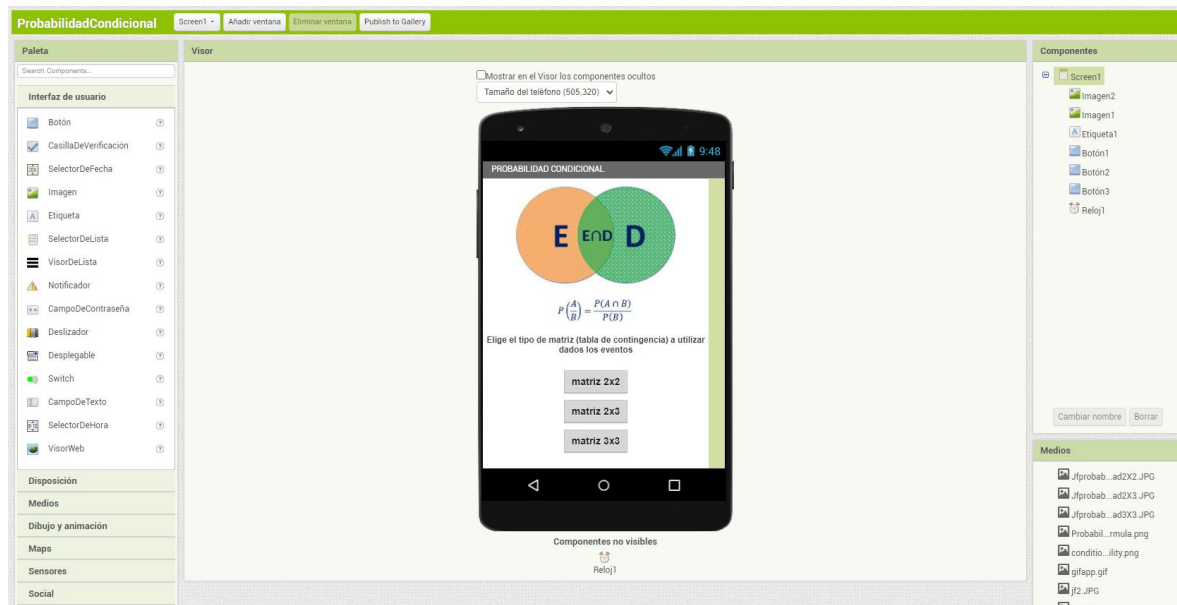 ProbabilidadCondicional Screen1 Añadir ventana Eliminar ventana Publish to Gallery
Paleta
Search Components...
Interfaz de usuario
Botón
CasillaDeVerificación
SelectorDeFecha
Imagen
Etiqueta
SelectorDeLista
VisorDeLista
Notificador
CampoDeContraseña
Deslizador
Desplegable
Switch
CampoDeTexto
SelectorDeHora
VisorWeb
Disposición
Medios
Dibujo y animación
Maps
Sensores
Social
Visor
Mostrar en el Visor los componentes ocultos
Tamaño del teléfono (505,320)
9:48
PROBABILIDAD CONDICIONAL
E E∩D D
P(A/B) = P(A ∩ B)/P(B)
Elige el tipo de matriz (tabla de contingencia) a utilizar
dados los eventos
matriz 2x2
matriz 2x3
matriz 3x3
Componentes no visibles
Reloj1
Componentes
Screen1
Imagen2
Imagen1
Etiqueta1
Botón1
Botón2
Botón3
Reloj1
Cambiar nombre Borrar
Medios
Jfprobab...ad2X2.JPG
Jfprobab...ad2X3.JPG
Jfprobab...ad3X3.JPG
Probabil...rmula.png
conditio...ility.png
gifapp.gif
jf2.JPG